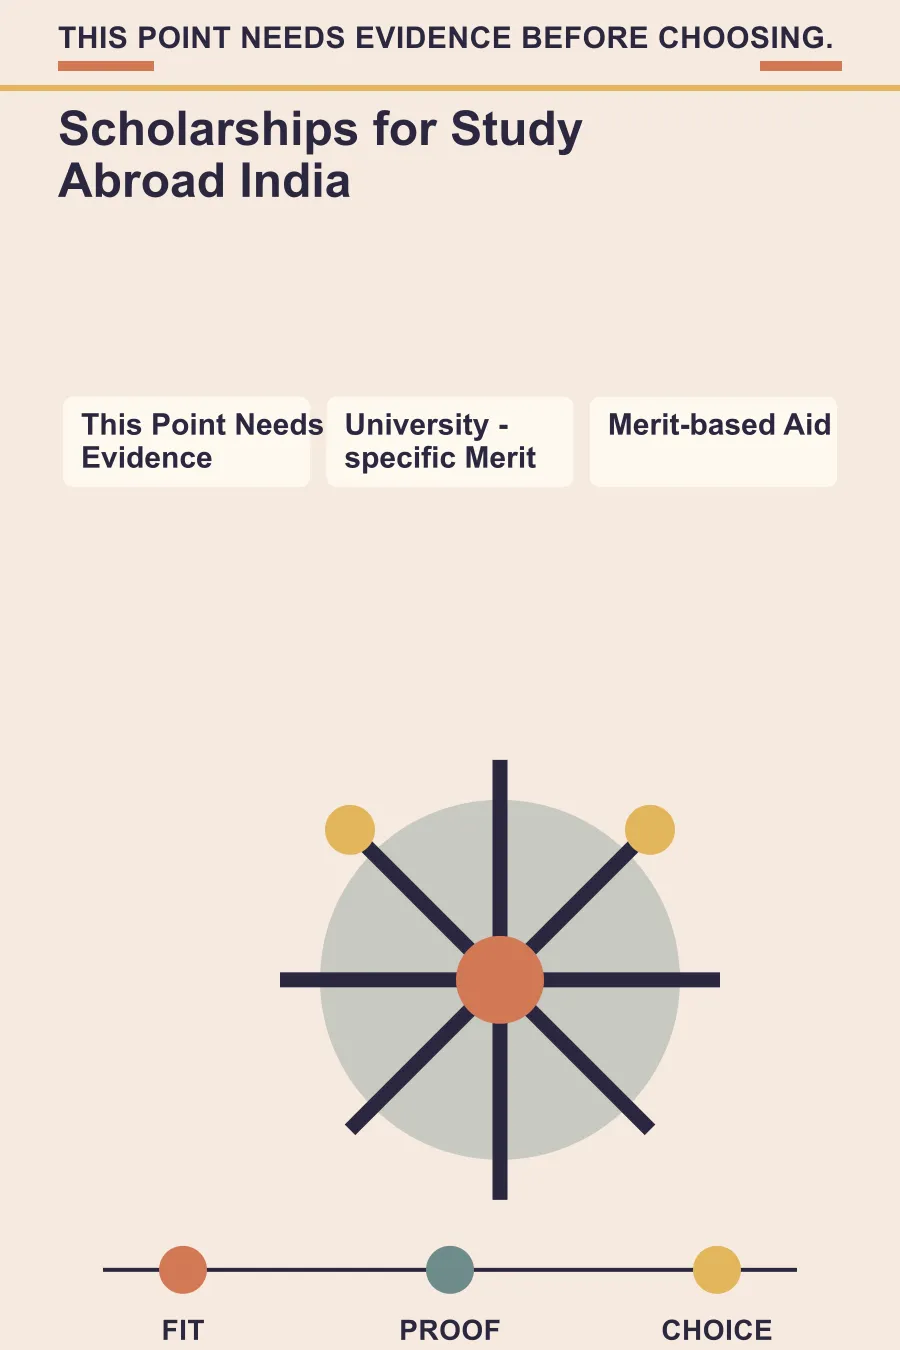 THIS POINT NEEDS EVIDENCE BEFORE CHOOSING.
Scholarships for Study
Abroad India
This Point Needs
Evidence
University -
specific Merit
Merit-based Aid
FIT
PROOF
CHOICE